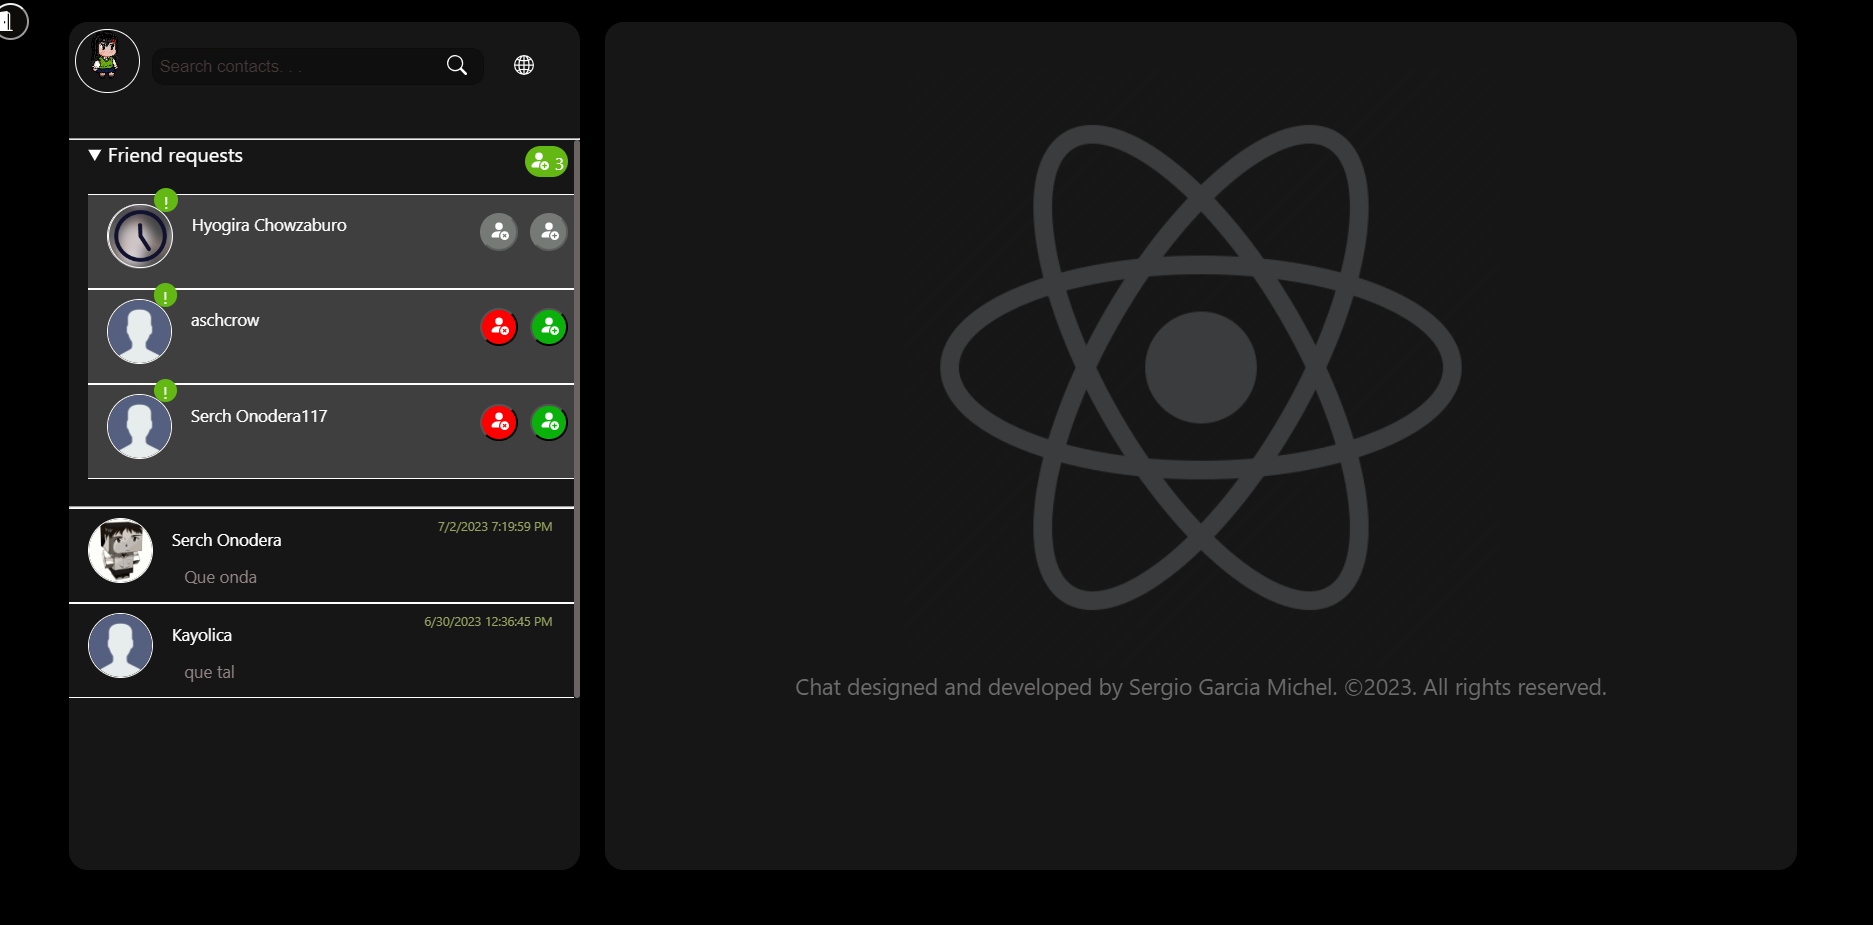 Search contacts. . .
▼ Friend requests
3
!
Hyogira Chowzaburo
!
aschcrow
!
Serch Onodera117
7/2/2023 7:19:59 PM
Serch Onodera
Que onda
6/30/2023 12:36:45 PM
Kayolica
que tal
Chat designed and developed by Sergio Garcia Michel. ©2023. All rights reserved.